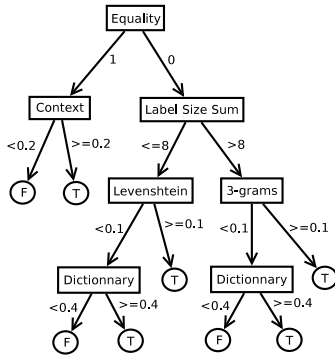 Equality
1 0
Context Label Size Sum
<0.2 >=0.2 <=8 >8
F T Levenshtein 3-grams
<0.1 >=0.1 <0.1 >=0.1
Dictionnary T Dictionnary T
<0.4 >=0.4 <0.4 >=0.4
F T F T